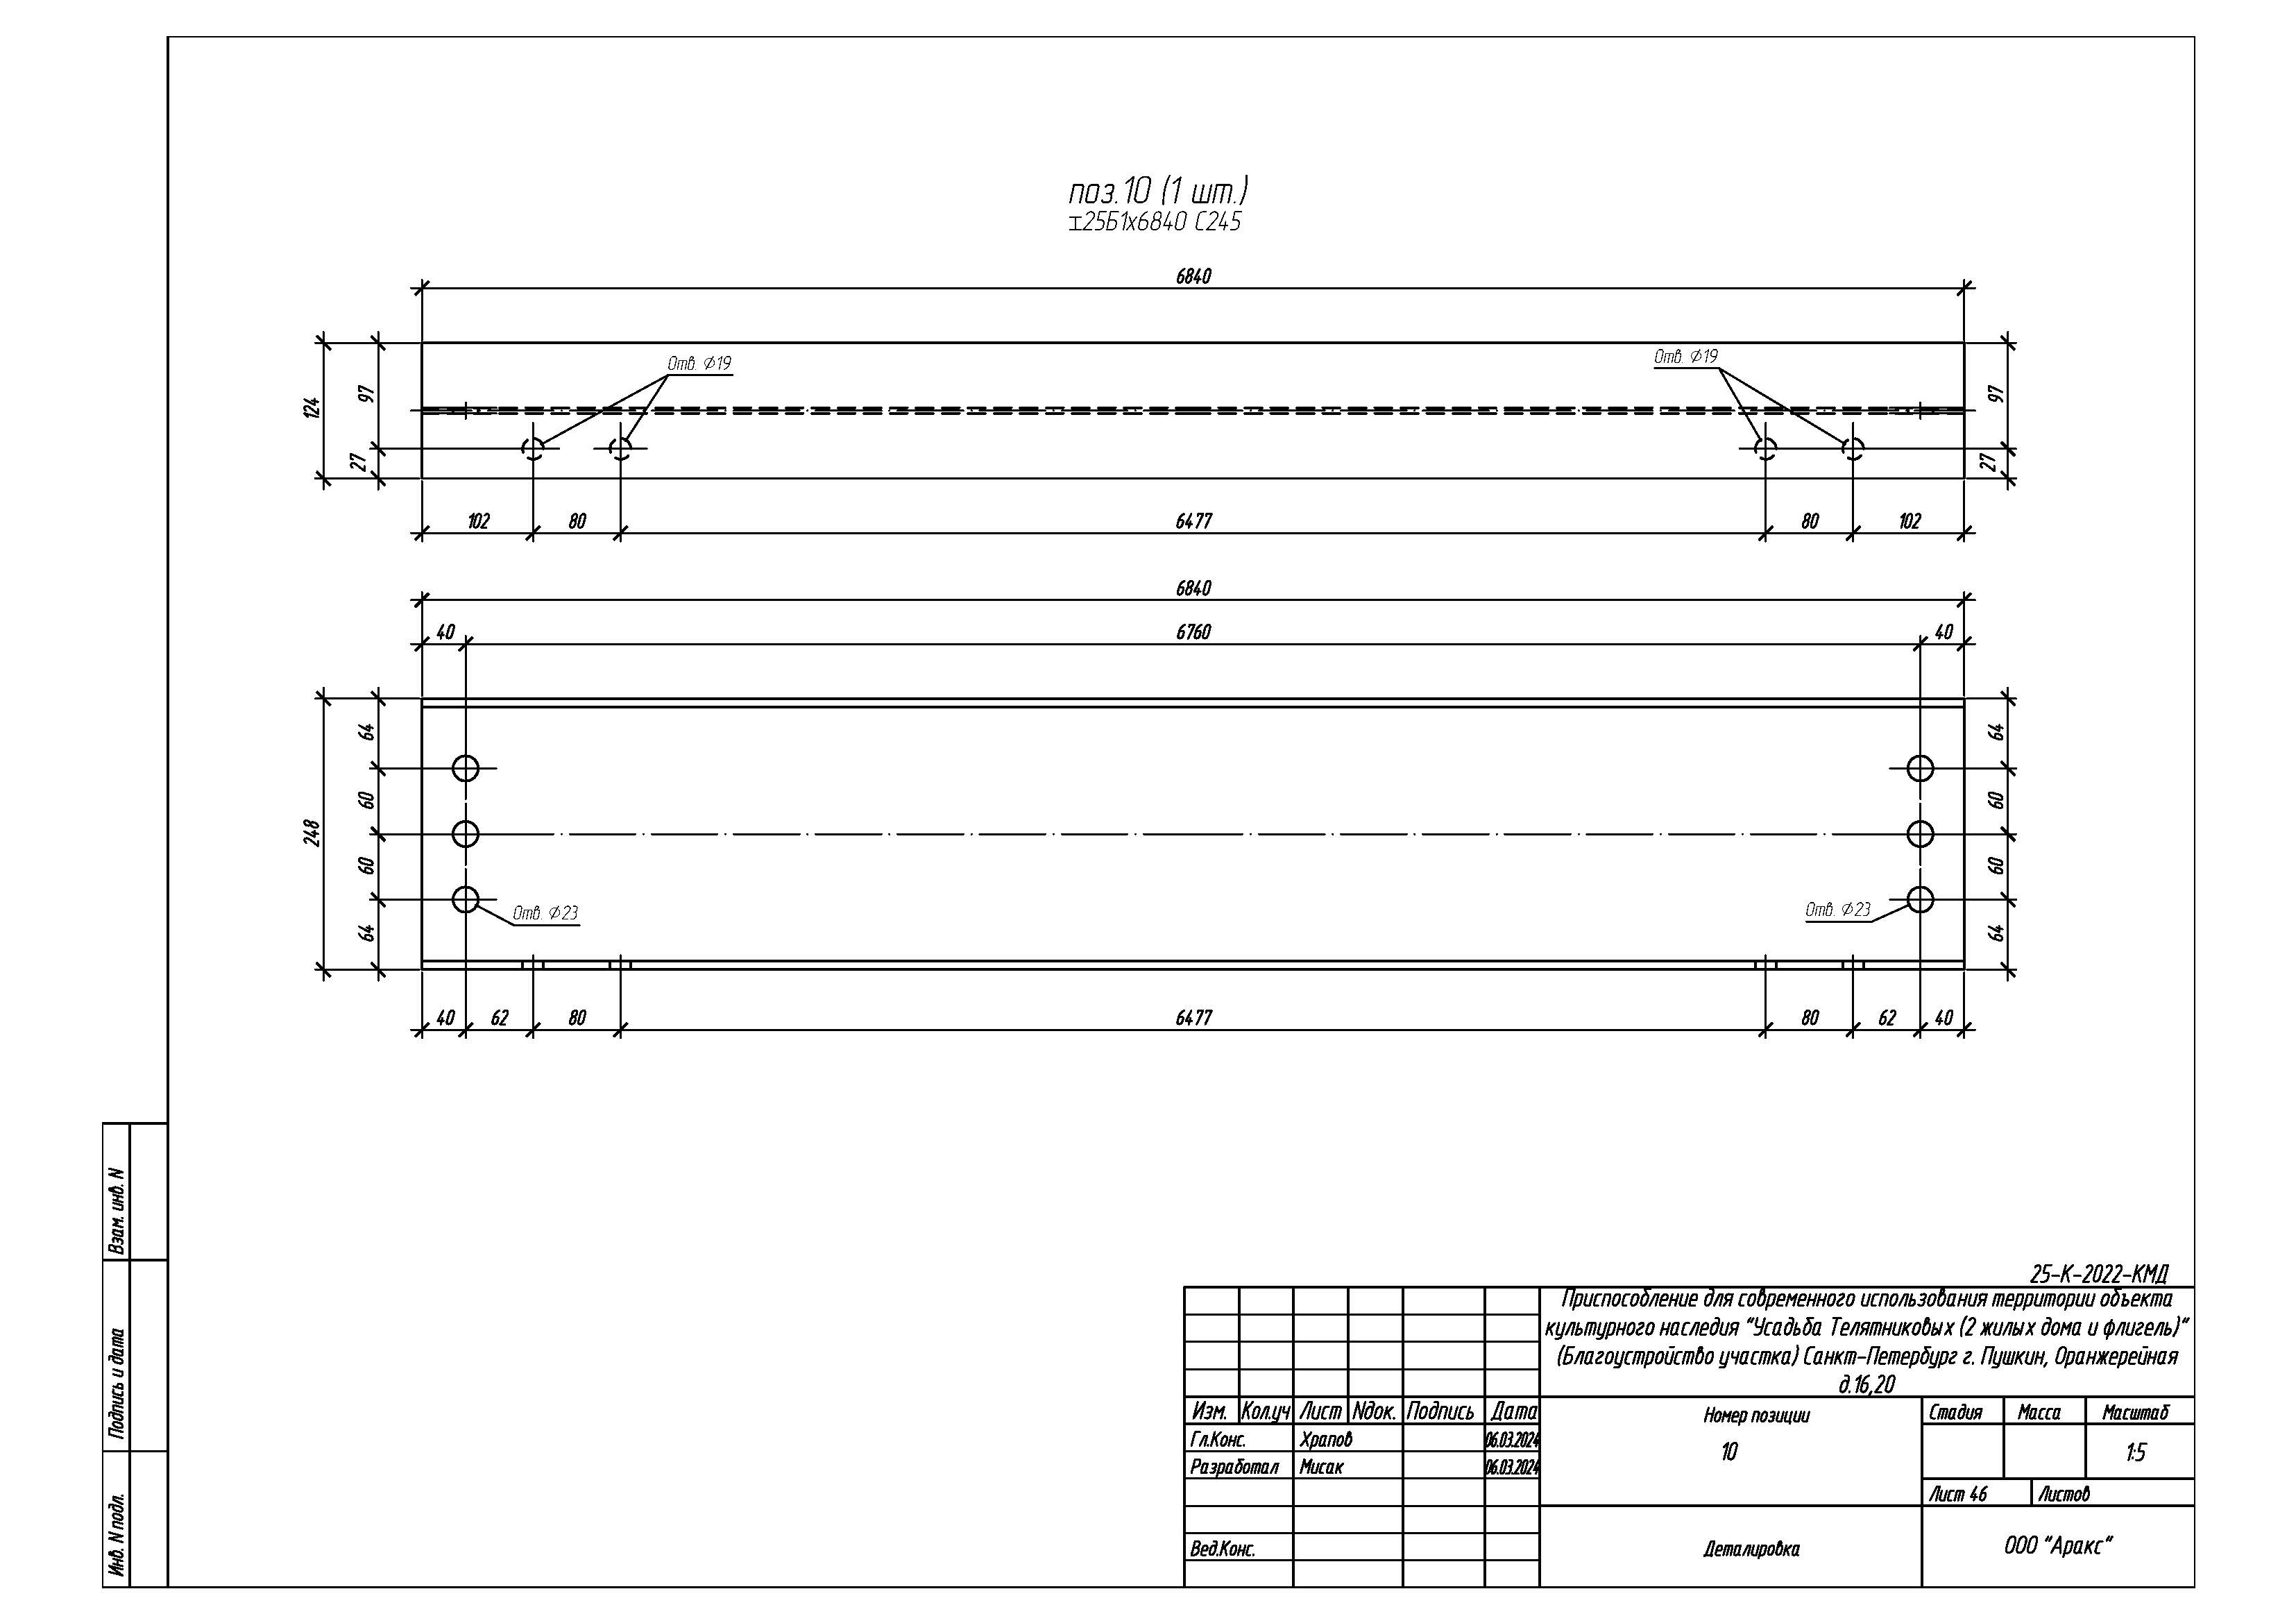 поз.10 (1 шт.)
⌶25Б1х6840 С245
6840
Отв. ⌀19
Отв. ⌀19
124
97
27
97
27
102
80
6477
80
102
6840
40
6760
40
248
64
60
60
64
64
60
60
64
Отв. ⌀23
Отв. ⌀23
40
62
80
6477
80
62
40
Взам. инв. N
Подпись и дата
Инв. N подл.
25-К-2022-КМД
Приспособление для современного использования территории объекта
культурного наследия "Усадьба Телятниковых (2 жилых дома и флигель)"
(Благоустройство участка) Санкт-Петербург г. Пушкин, Оранжерейная
д.16,20
Изм. Кол.уч Лист Nдок. Подпись Дата
Гл.Конс. Храпов 06.03.2024
Разработал Мисак 06.03.2024
Вед.Конс.
Номер позиции
10
Стадия Масса Масштаб
1:5
Лист 46 Листов
Деталировка
ООО "Аракс"